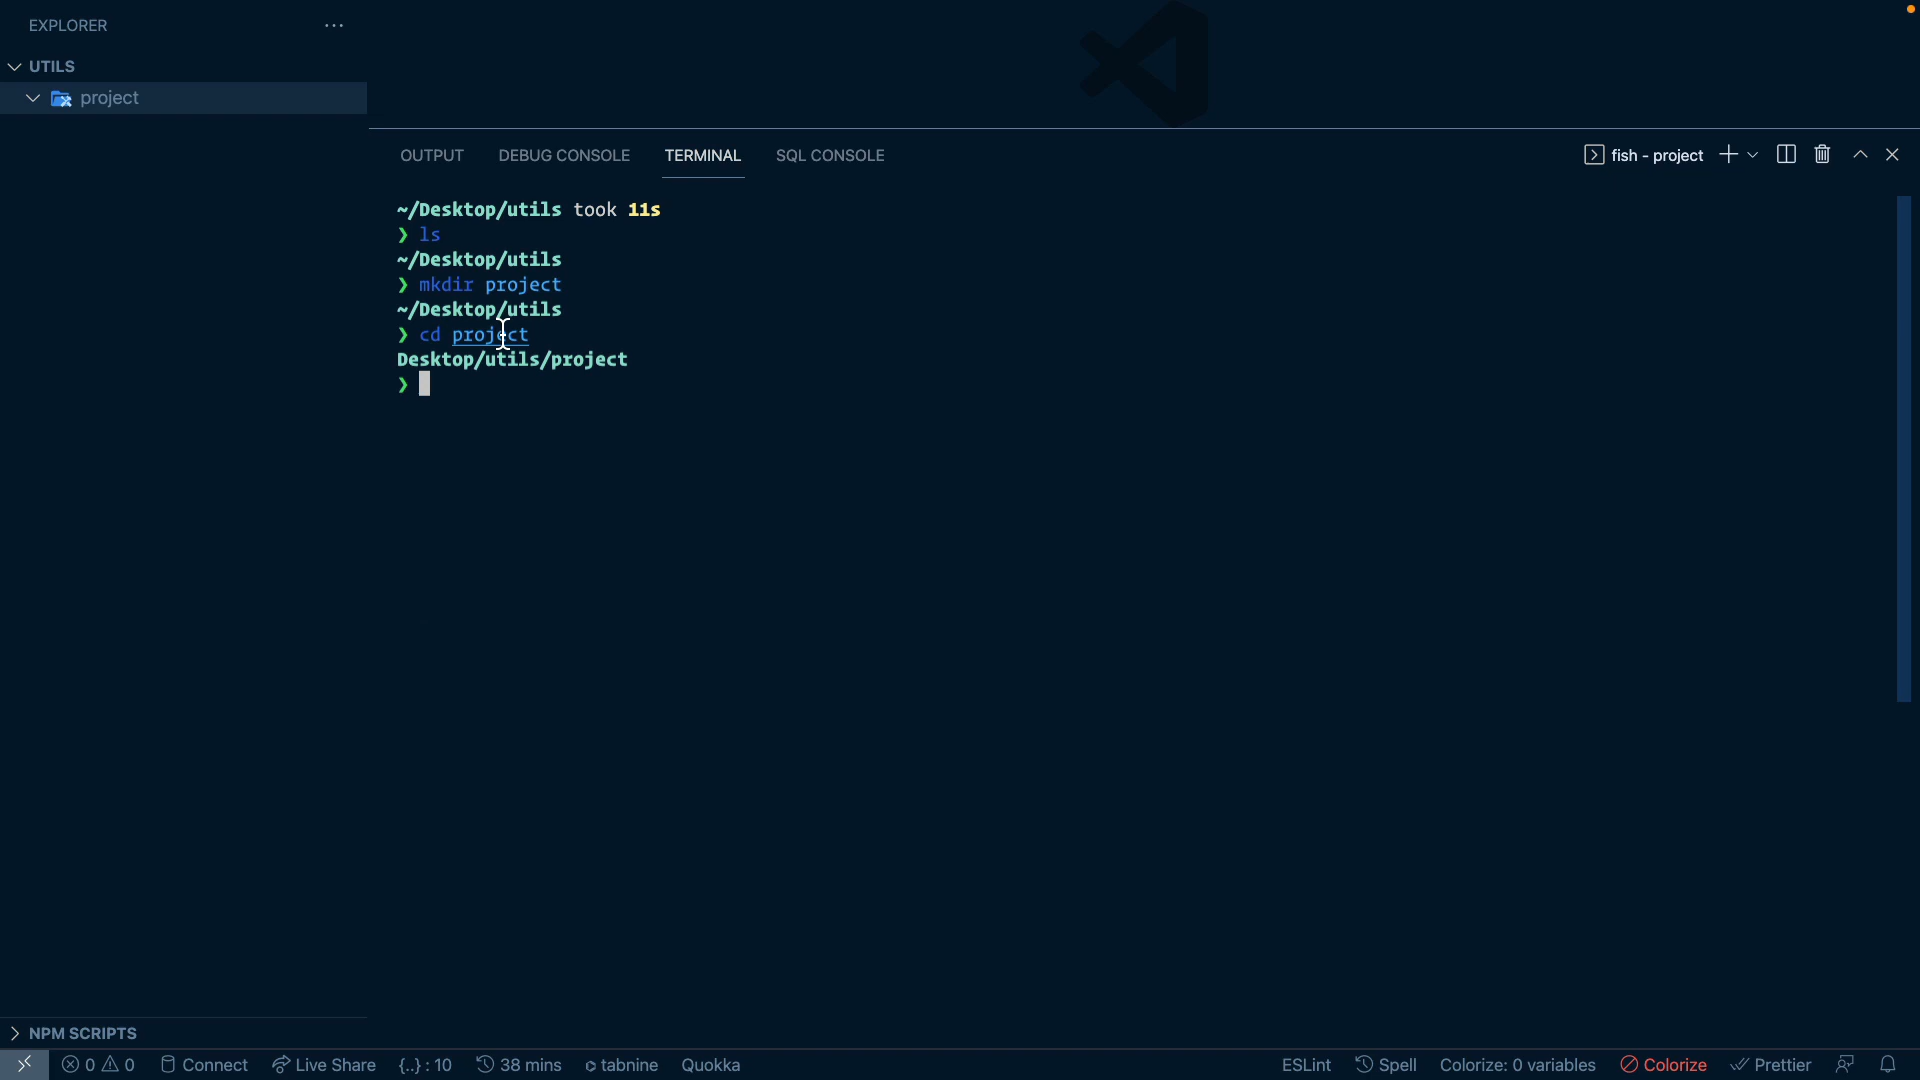 EXPLORER ...
UTILS
project
OUTPUT DEBUG CONSOLE TERMINAL SQL CONSOLE fish - project
~/Desktop/utils took 11s
❯ ls
~/Desktop/utils
❯ mkdir project
~/Desktop/utils
❯ cd project
Desktop/utils/project
❯
NPM SCRIPTS
0 0 Connect Live Share {..} : 10 38 mins tabnine Quokka ESLint Spell Colorize: 0 variables Colorize Prettier